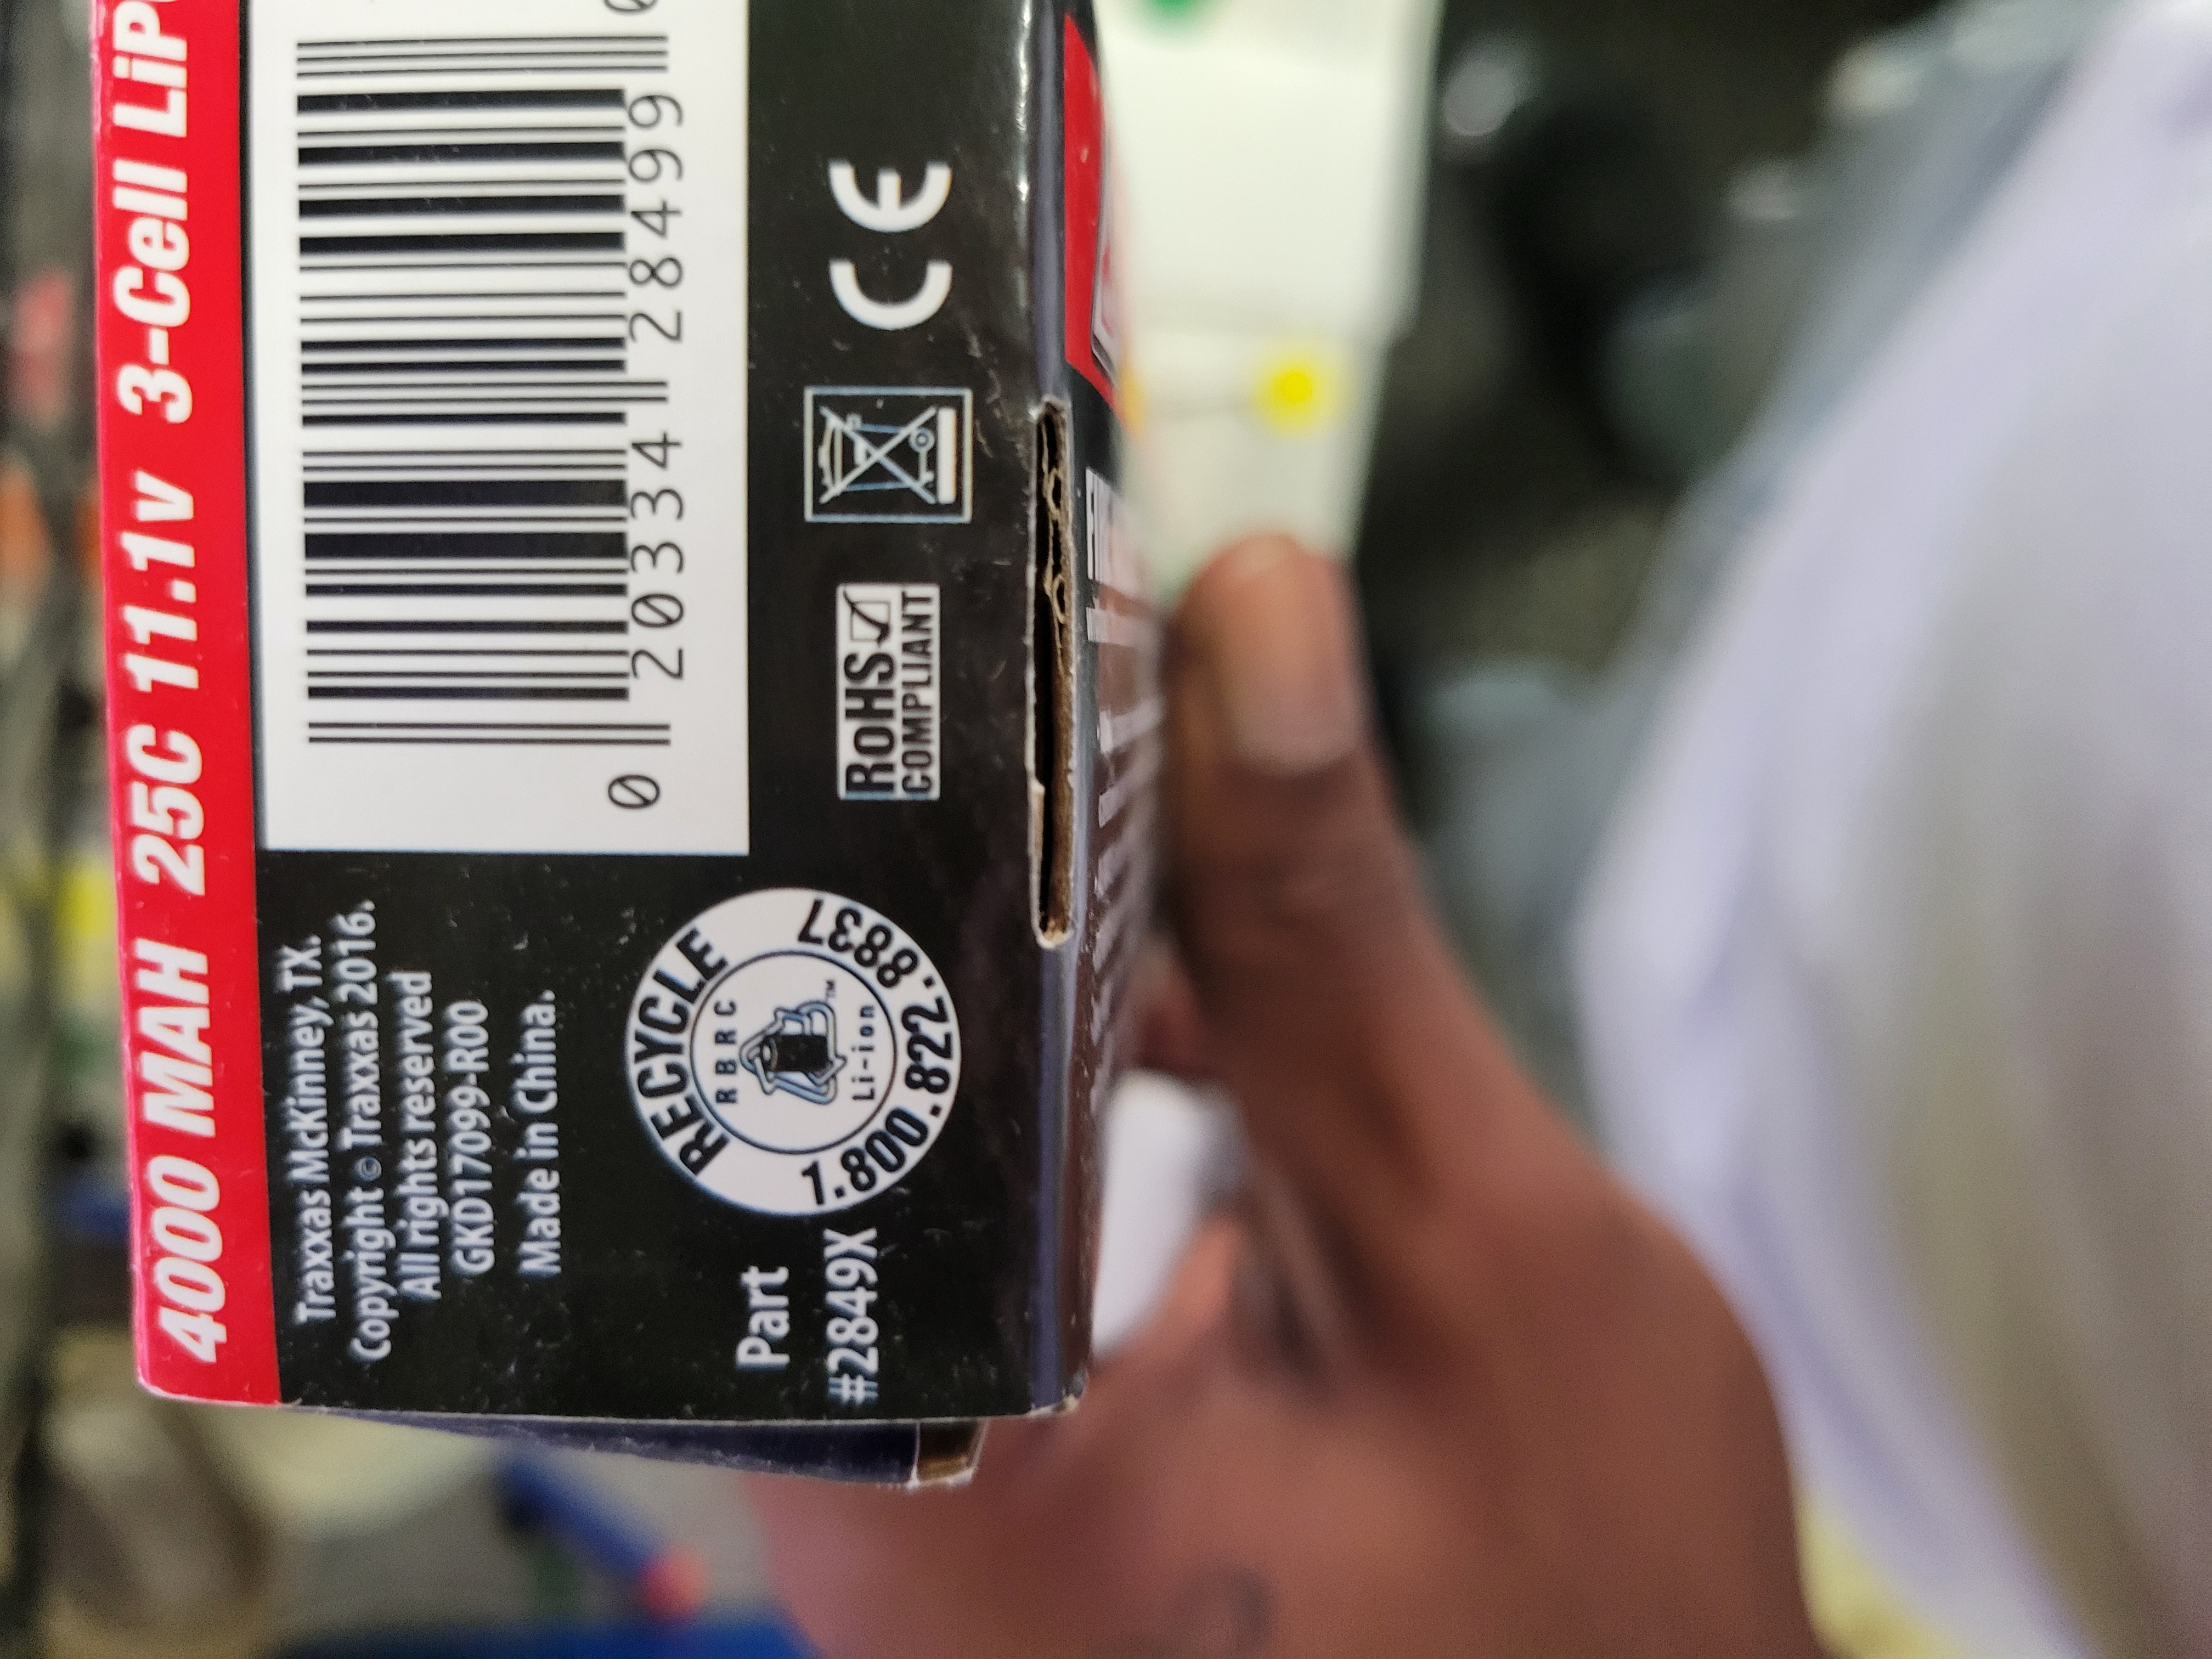 4000 MAH 25C 11.1v 3-Cell LiP
0 20334 28499
Traxxas McKinney, TX.
Copyright © Traxxas 2016.
All rights reserved
GKD17099-R00
Made in China.
RECYCLE
RBRC
Li-ion
TM
1.800.822.8837
RoHS
COMPLIANT
CE
Part
#2849X